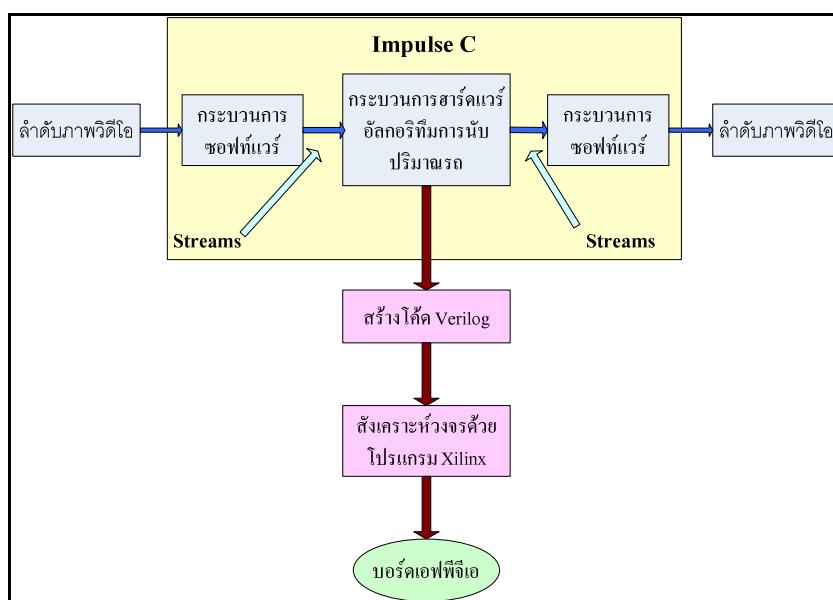 Impulse C
ลำดับภาพวิดีโอ
กระบวนการ
ซอฟท์แวร์
กระบวนการฮาร์ดแวร์
อัลกอริทึมการนับ
ปริมาณรถ
กระบวนการ
ซอฟท์แวร์
ลำดับภาพวิดีโอ
Streams
Streams
สร้างโค้ด Verilog
สังเคราะห์วงจรด้วย
โปรแกรม Xilinx
บอร์ดเอฟพีจีเอ